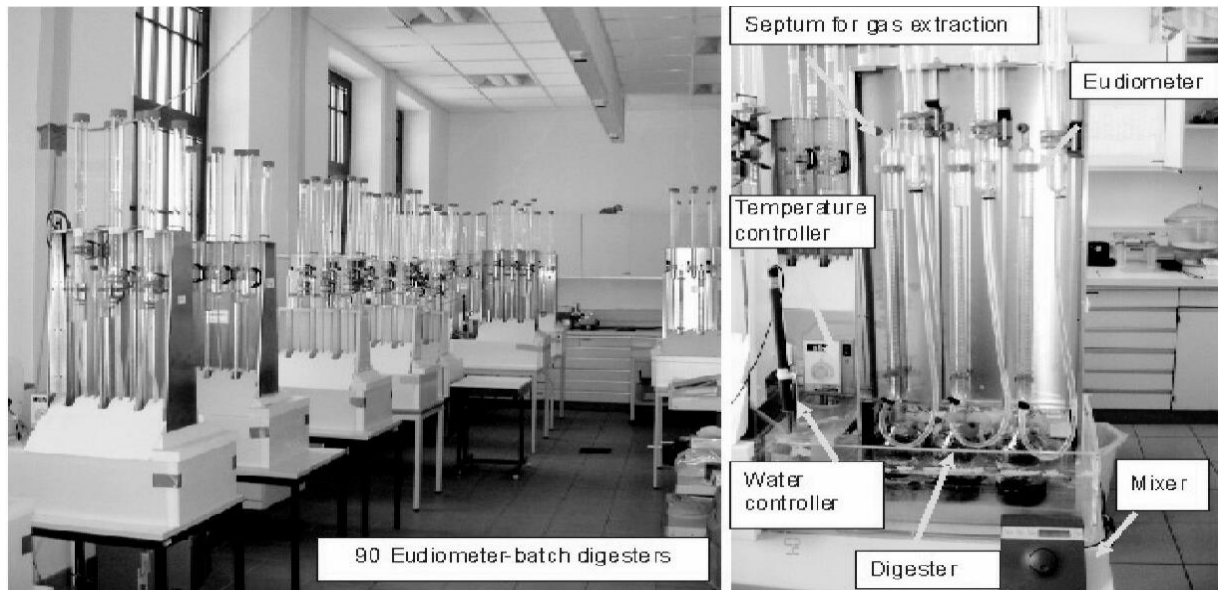 90 Eudiometer-batch digesters
Septum for gas extraction
Eudiometer
Temperature
controller
Water
controller
Mixer
Digester